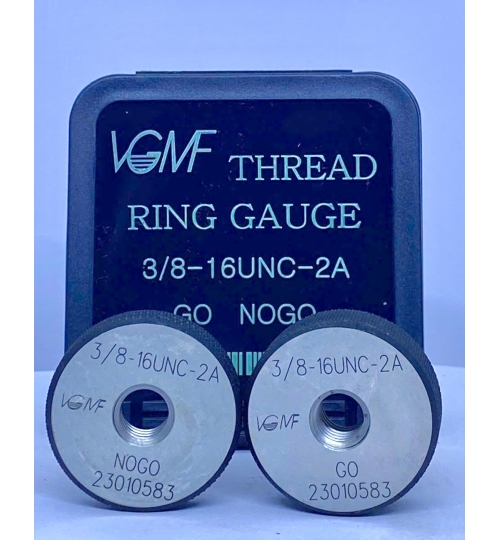 VGMF THREAD
RING GAUGE
3/8-16UNC-2A
GO NOGO
3/8-16UNC-2A
VGMF
NOGO
23010583
3/8-16UNC-2A
VGMF
GO
23010583